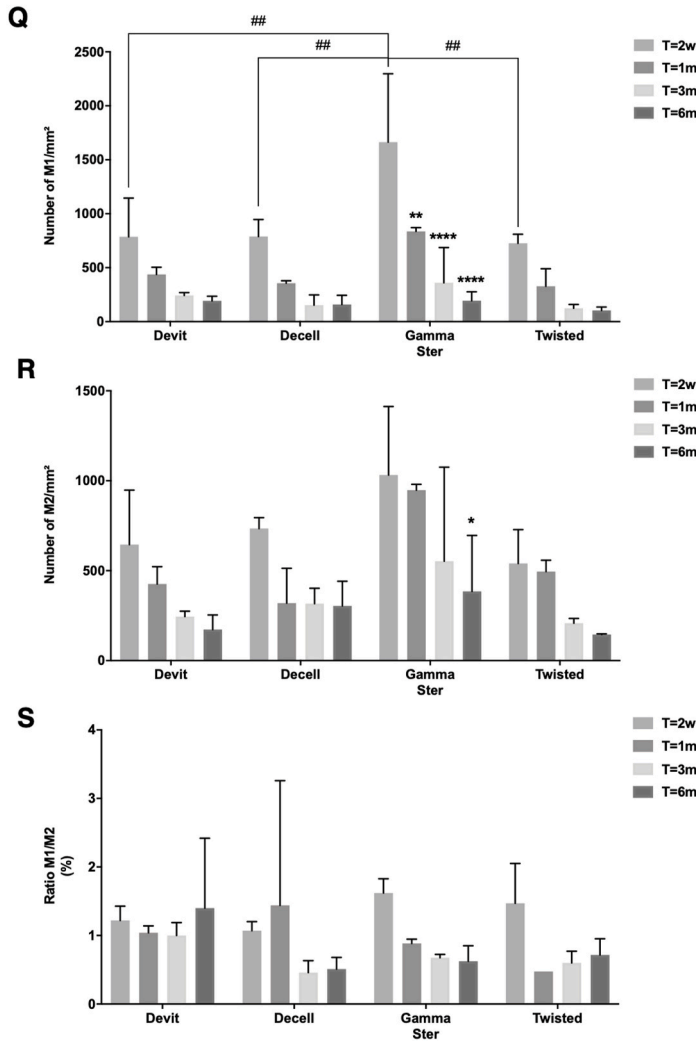 Q
##
##
##
Number of M1/mm²
2500
2000
1500
1000
500
0
**
****
****
Devit
Decell
Gamma
Ster
Twisted
T=2w
T=1m
T=3m
T=6m
R
Number of M2/mm²
1500
1000
500
0
*
Devit
Decell
Gamma
Ster
Twisted
T=2w
T=1m
T=3m
T=6m
S
Ratio M1/M2
(%)
4
3
2
1
0
Devit
Decell
Gamma
Ster
Twisted
T=2w
T=1m
T=3m
T=6m